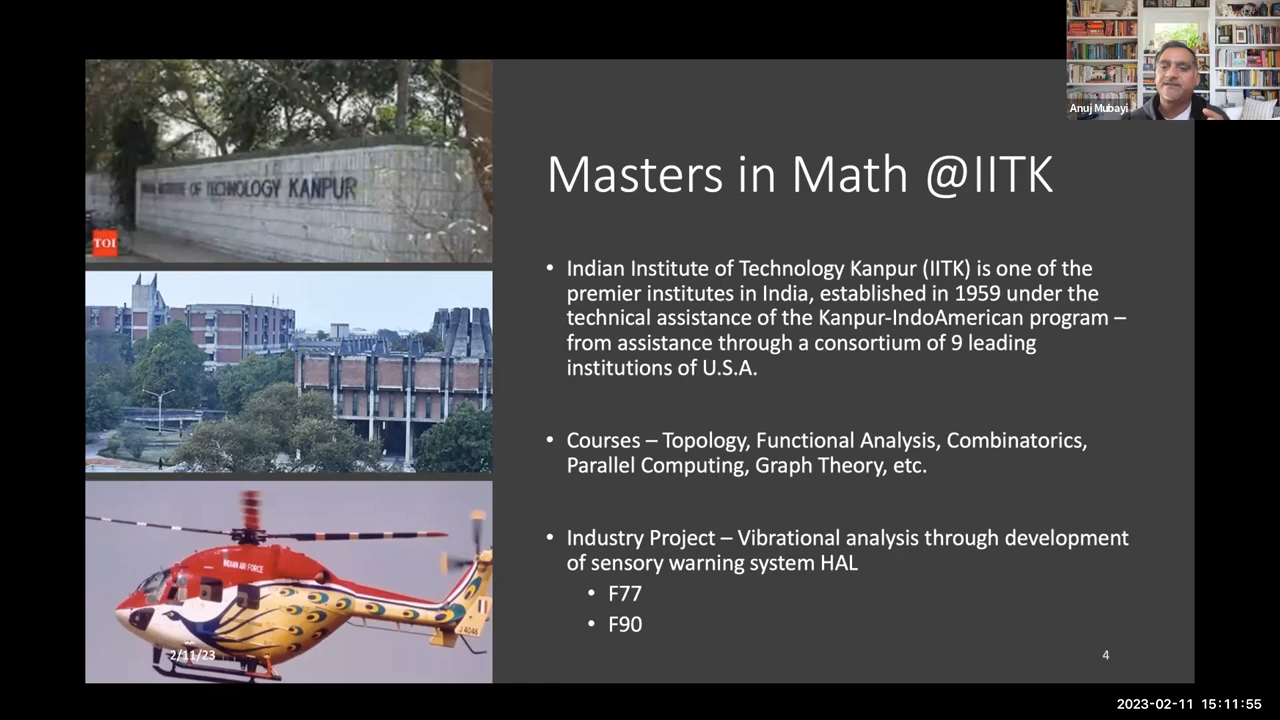 Anuj Mubayi
INSTITUTE OF TECHNOLOGY KANPUR
TOI
Masters in Math @IITK
• Indian Institute of Technology Kanpur (IITK) is one of the
premier institutes in India, established in 1959 under the
technical assistance of the Kanpur-IndoAmerican program –
from assistance through a consortium of 9 leading
institutions of U.S.A.
• Courses – Topology, Functional Analysis, Combinatorics,
Parallel Computing, Graph Theory, etc.
• Industry Project – Vibrational analysis through development
of sensory warning system HAL
• F77
• F90
INDIAN AIR FORCE
2/11/23
4
2023-02-11 15:11:55